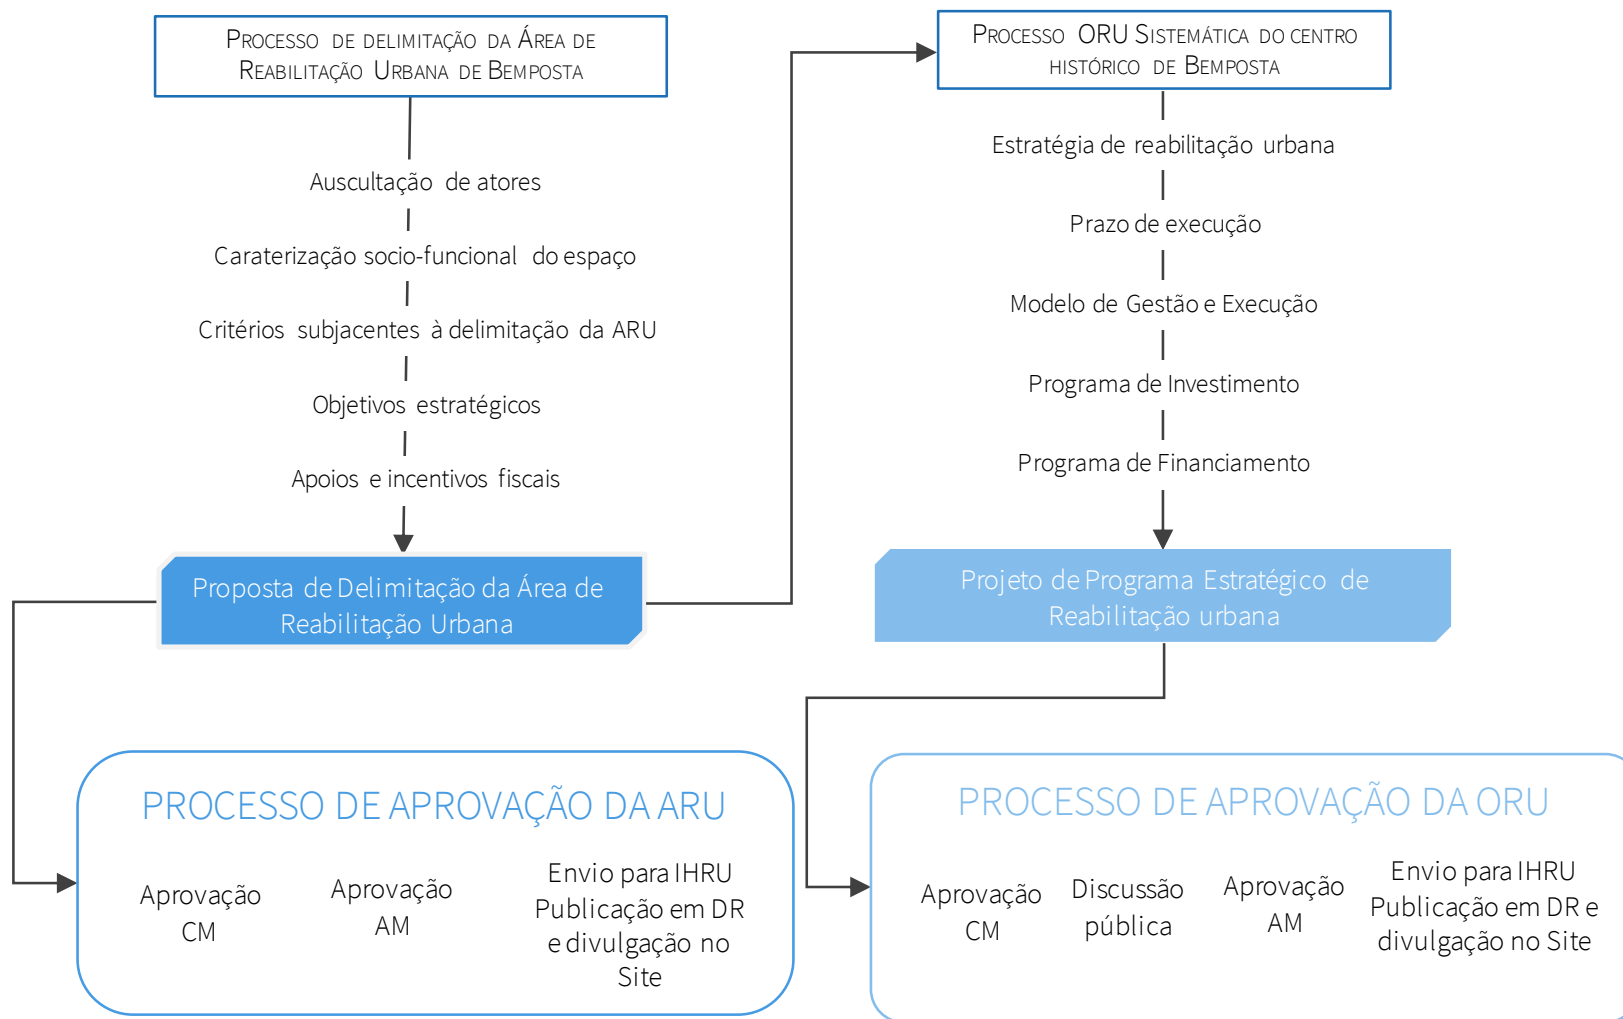 PROCESSO DE DELIMITAÇÃO DA ÁREA DE
REABILITAÇÃO URBANA DE BEMPOSTA
Auscultação de atores
Caraterização socio-funcional do espaço
Critérios subjacentes à delimitação da ARU
Objetivos estratégicos
Apoios e incentivos fiscais
Proposta de Delimitação da Área de
Reabilitação Urbana
PROCESSO DE APROVAÇÃO DA ARU
Aprovação
CM
Aprovação
AM
Envio para IHRU
Publicação em DR
e divulgação no
Site
PROCESSO ORU SISTEMÁTICA DO CENTRO
HISTÓRICO DE BEMPOSTA
Estratégia de reabilitação urbana
Prazo de execução
Modelo de Gestão e Execução
Programa de Investimento
Programa de Financiamento
Projeto de Programa Estratégico de
Reabilitação urbana
PROCESSO DE APROVAÇÃO DA ORU
Aprovação
CM
Discussão
pública
Aprovação
AM
Envio para IHRU
Publicação em DR e
divulgação no Site